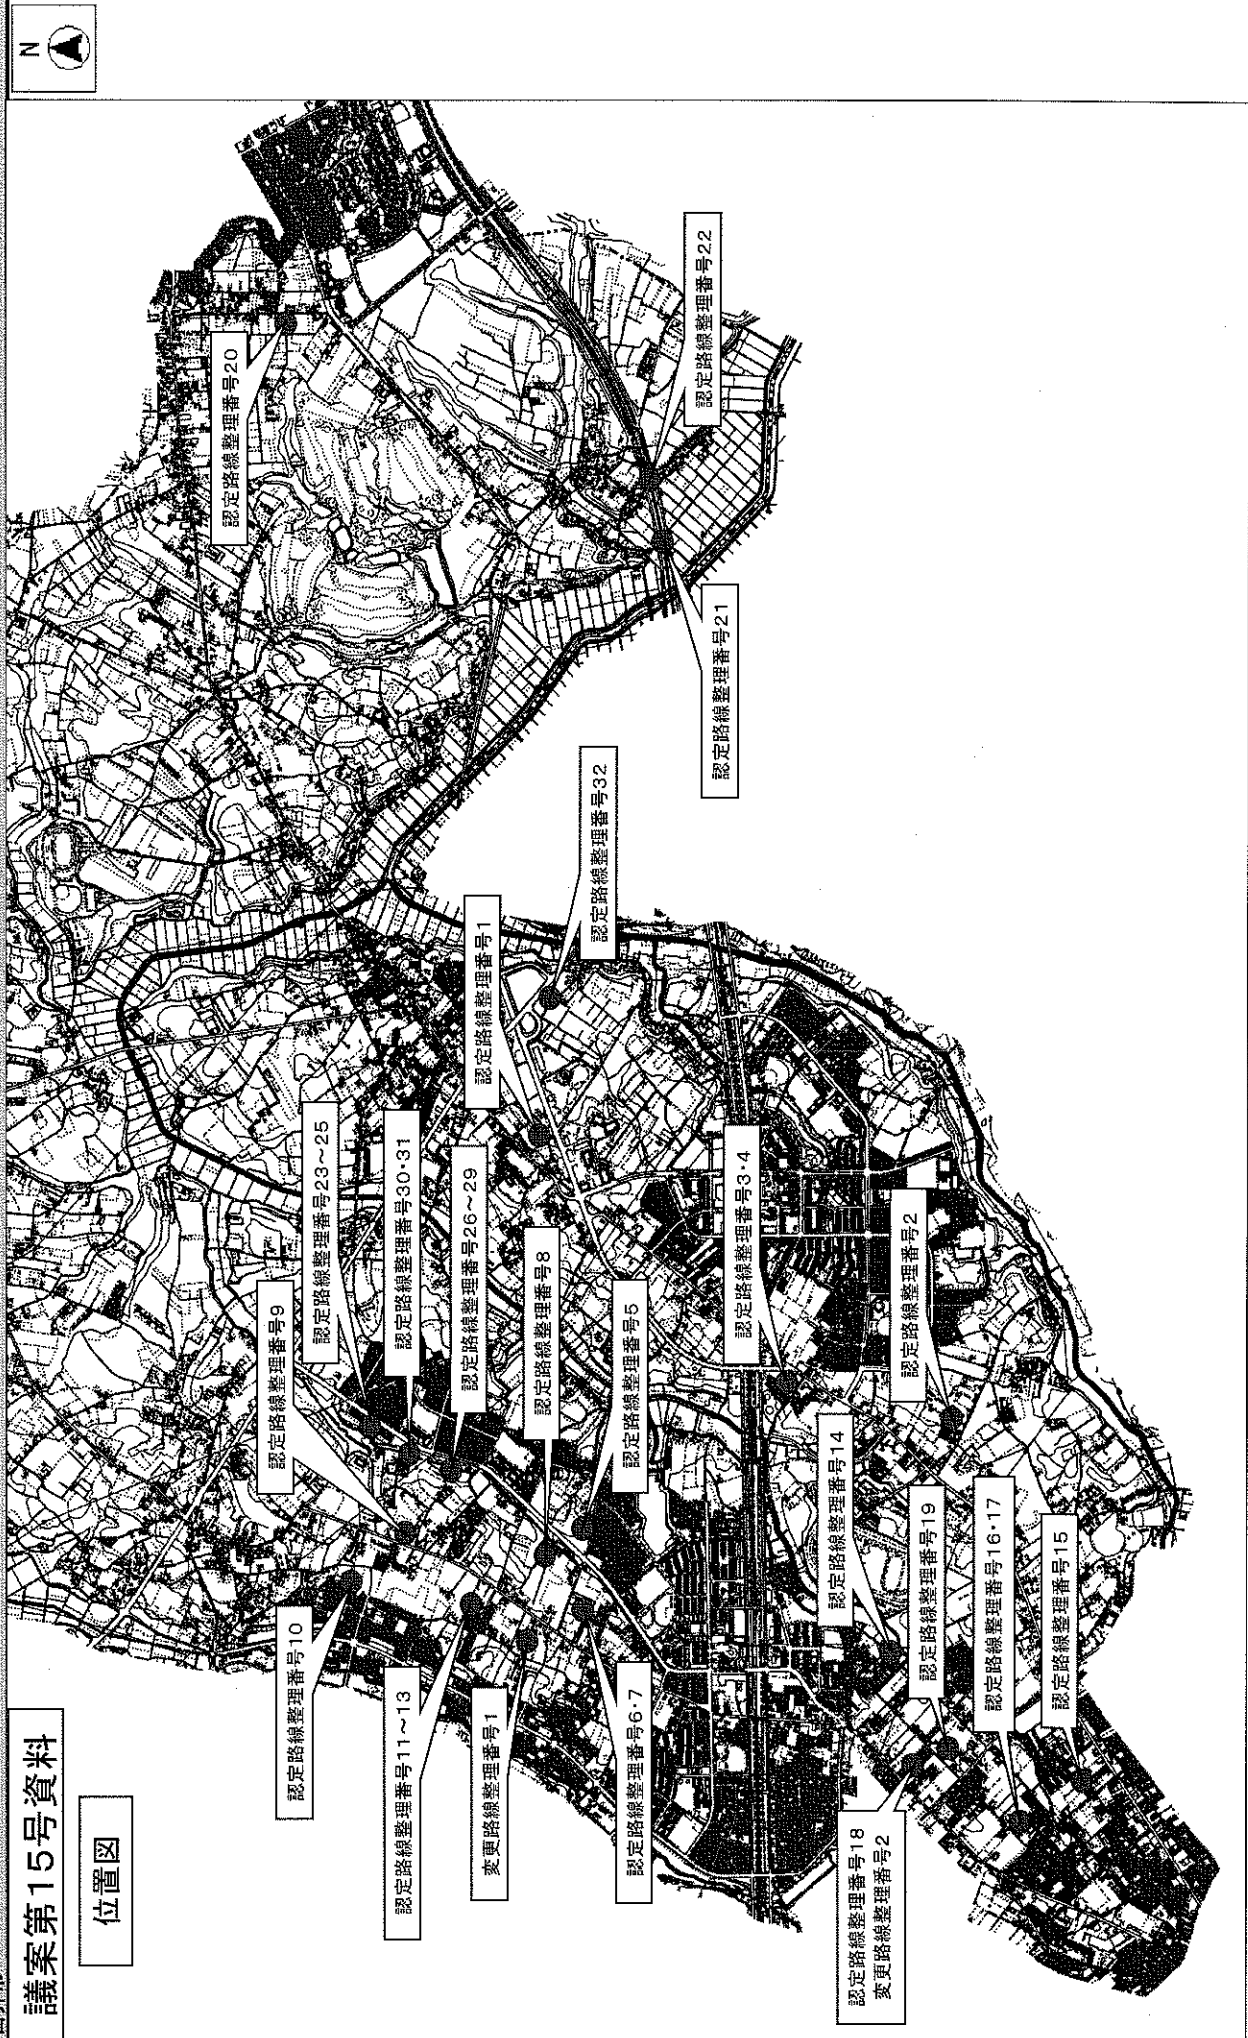 議案第15号資料
位置図
N
認定路線整理番号10
認定路線整理番号11~13
変更路線整理番号1
認定路線整理番号6・7
認定路線整理番号18
変更路線整理番号2
認定路線整理番号9
認定路線整理番号23~25
認定路線整理番号30・31
認定路線整理番号26~29
認定路線整理番号8
認定路線整理番号5
認定路線整理番号14
認定路線整理番号19
認定路線整理番号16・17
認定路線整理番号15
認定路線整理番号1
認定路線整理番号32
認定路線整理番号3・4
認定路線整理番号2
認定路線整理番号20
認定路線整理番号21
認定路線整理番号22